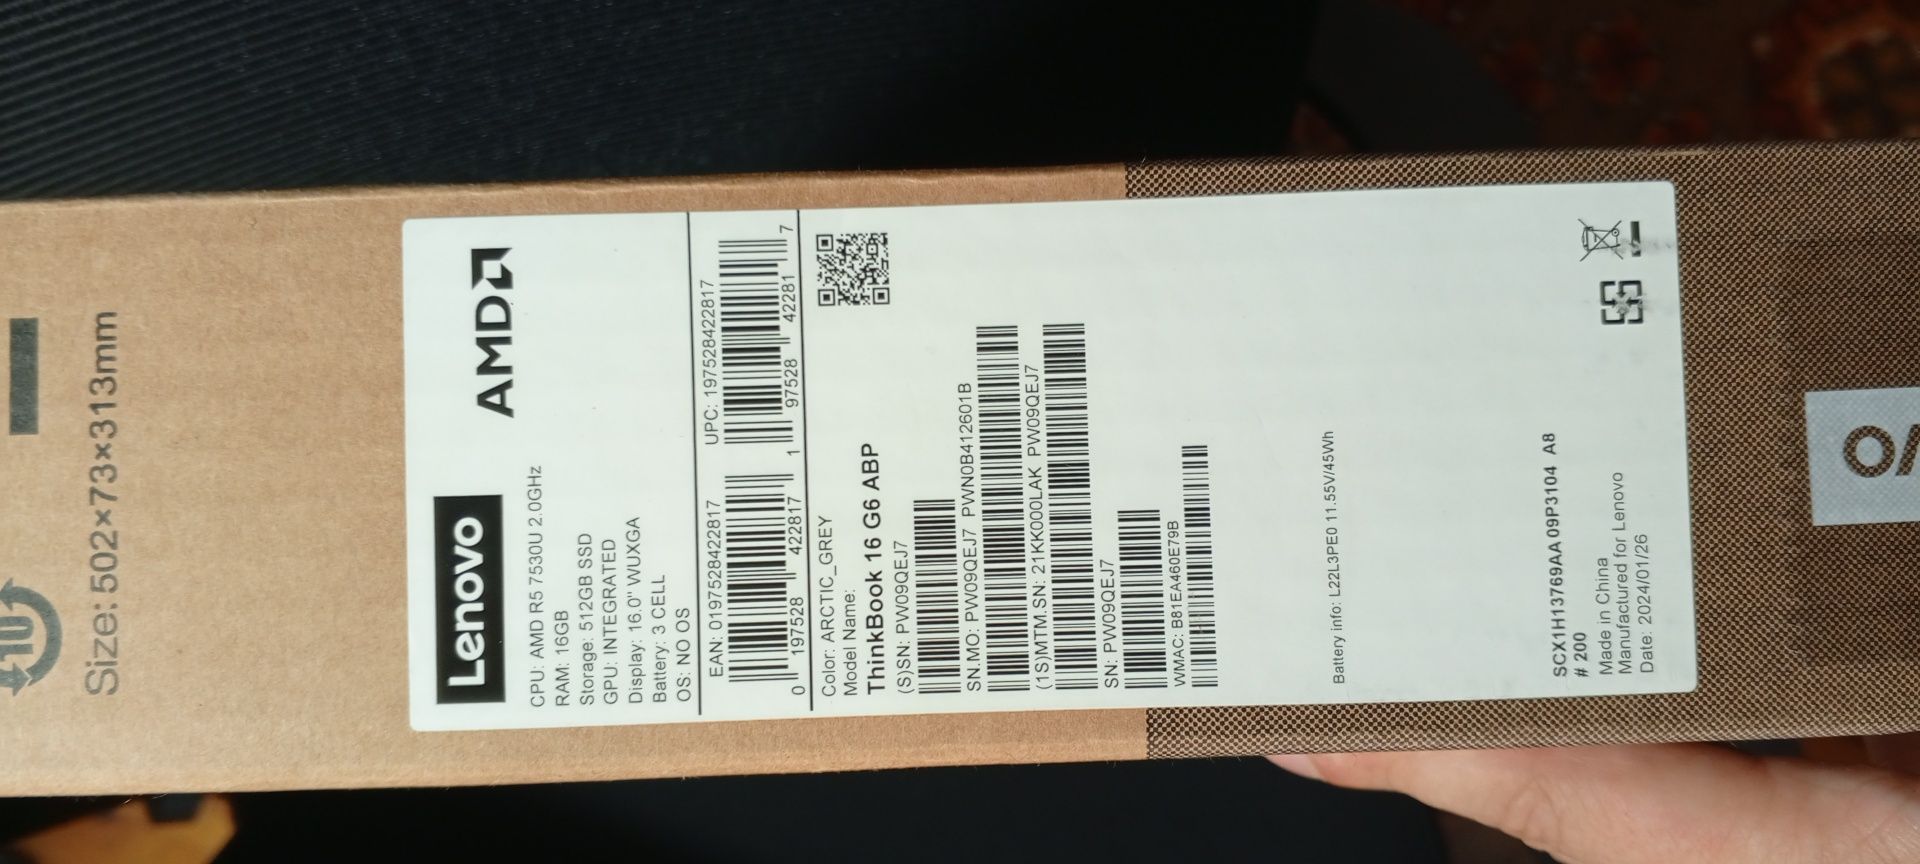 10
Size: 502×73×313mm
Lenovo
AMD
CPU: AMD R5 7530U 2.0GHz
RAM: 16GB
Storage: 512GB SSD
GPU: INTEGRATED
Display: 16.0" WUXGA
Battery: 3 CELL
OS: NO OS
EAN: 0197528422817
0 197528 422817
UPC: 197528422817
1 97528 42281 7
Color: ARCTIC_GREY
Model Name:
ThinkBook 16 G6 ABP
(S)SN: PW09QEJ7
SN.MO: PW09QEJ7 PWN0B412601B
(1S)MTM.SN: 21KK000LAK PW09QEJ7
SN: PW09QEJ7
WMAC: B81EA460E79B
Battery info: L22L3PE0 11.55V/45Wh
SCX1H13769AA 09P3104 A8
# 200
Made in China
Manufactured for Lenovo
Date: 2024/01/26